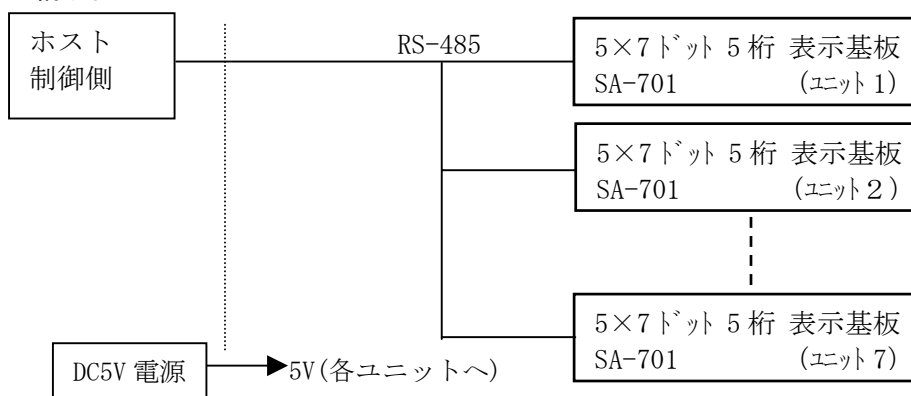 ホスト
制御側
RS-485
5×7ﾄﾞｯﾄ 5桁 表示基板
SA-701 (ﾕﾆｯﾄ 1)
5×7ﾄﾞｯﾄ 5桁 表示基板
SA-701 (ﾕﾆｯﾄ２)
5×7ﾄﾞｯﾄ 5桁 表示基板
SA-701 (ﾕﾆｯﾄ 7)
DC5V 電源
5V(各ユニットへ)